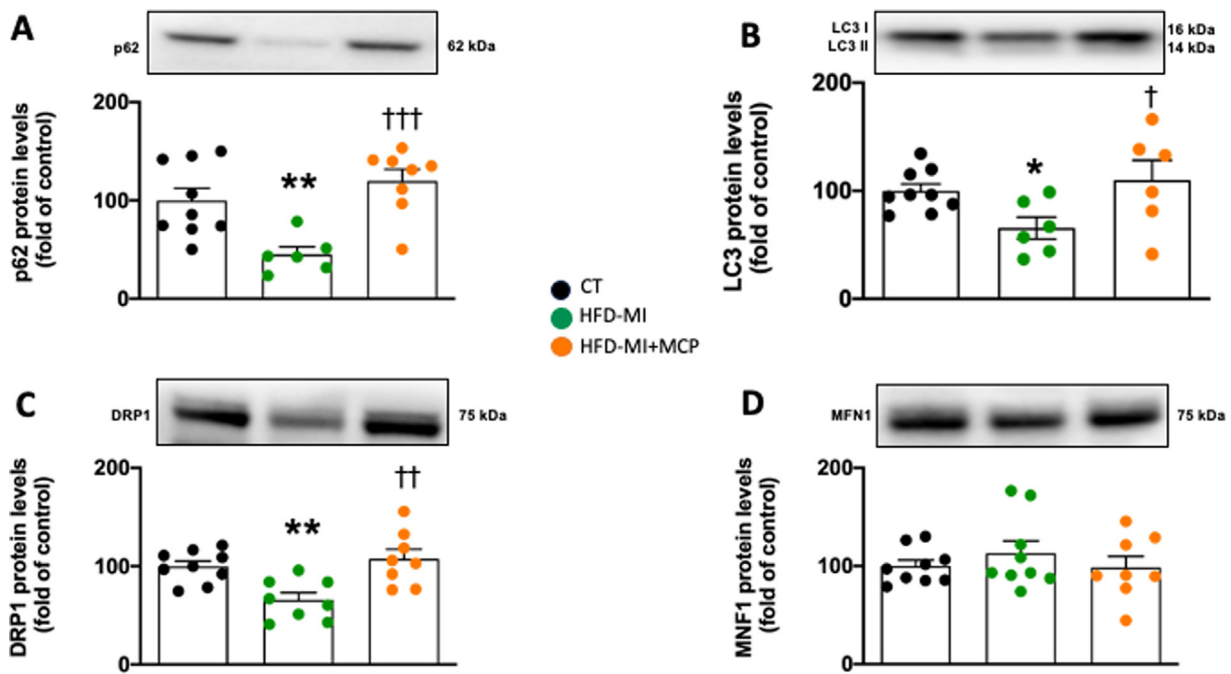 A
p62
62 kDa
p62 protein levels
(fold of control)
200
100
0
**
†††
B
LC3 I
LC3 II
16 kDa
14 kDa
LC3 protein levels
(fold of control)
200
100
0
*
†
CT
HFD-MI
HFD-MI+MCP
C
DRP1
75 kDa
DRP1 protein levels
(fold of control)
200
100
0
**
††
D
MFN1
75 kDa
MNF1 protein levels
(fold of control)
200
100
0